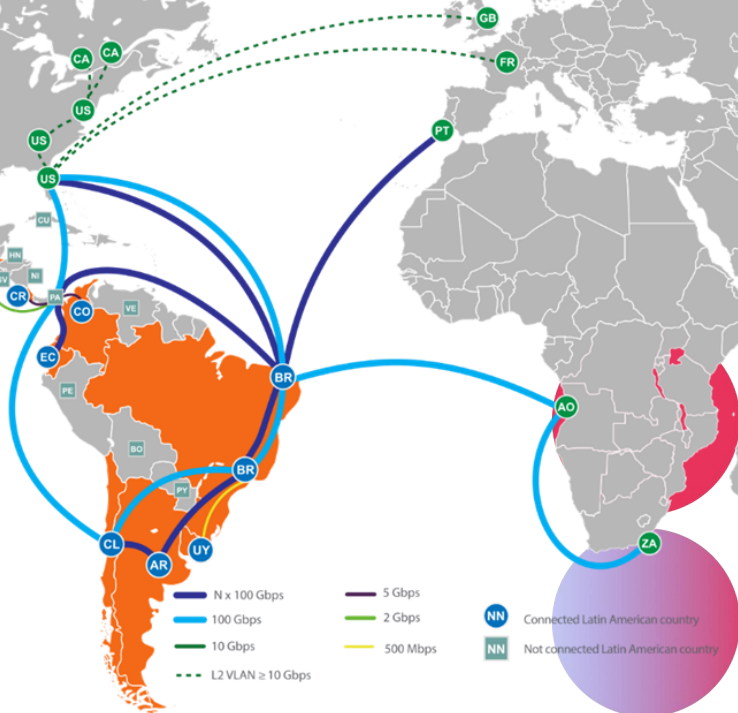 GB
CA
CA
FR
US
PT
US
US
CU
HN
NI
SV
CR
PA
CO
VE
EC
BR
PE
AO
BO
BR
PY
CL
UY
ZA
AR
N x 100 Gbps
5 Gbps
100 Gbps
2 Gbps
NN Connected Latin American country
10 Gbps
500 Mbps
NN Not connected Latin American country
L2 VLAN ≥ 10 Gbps